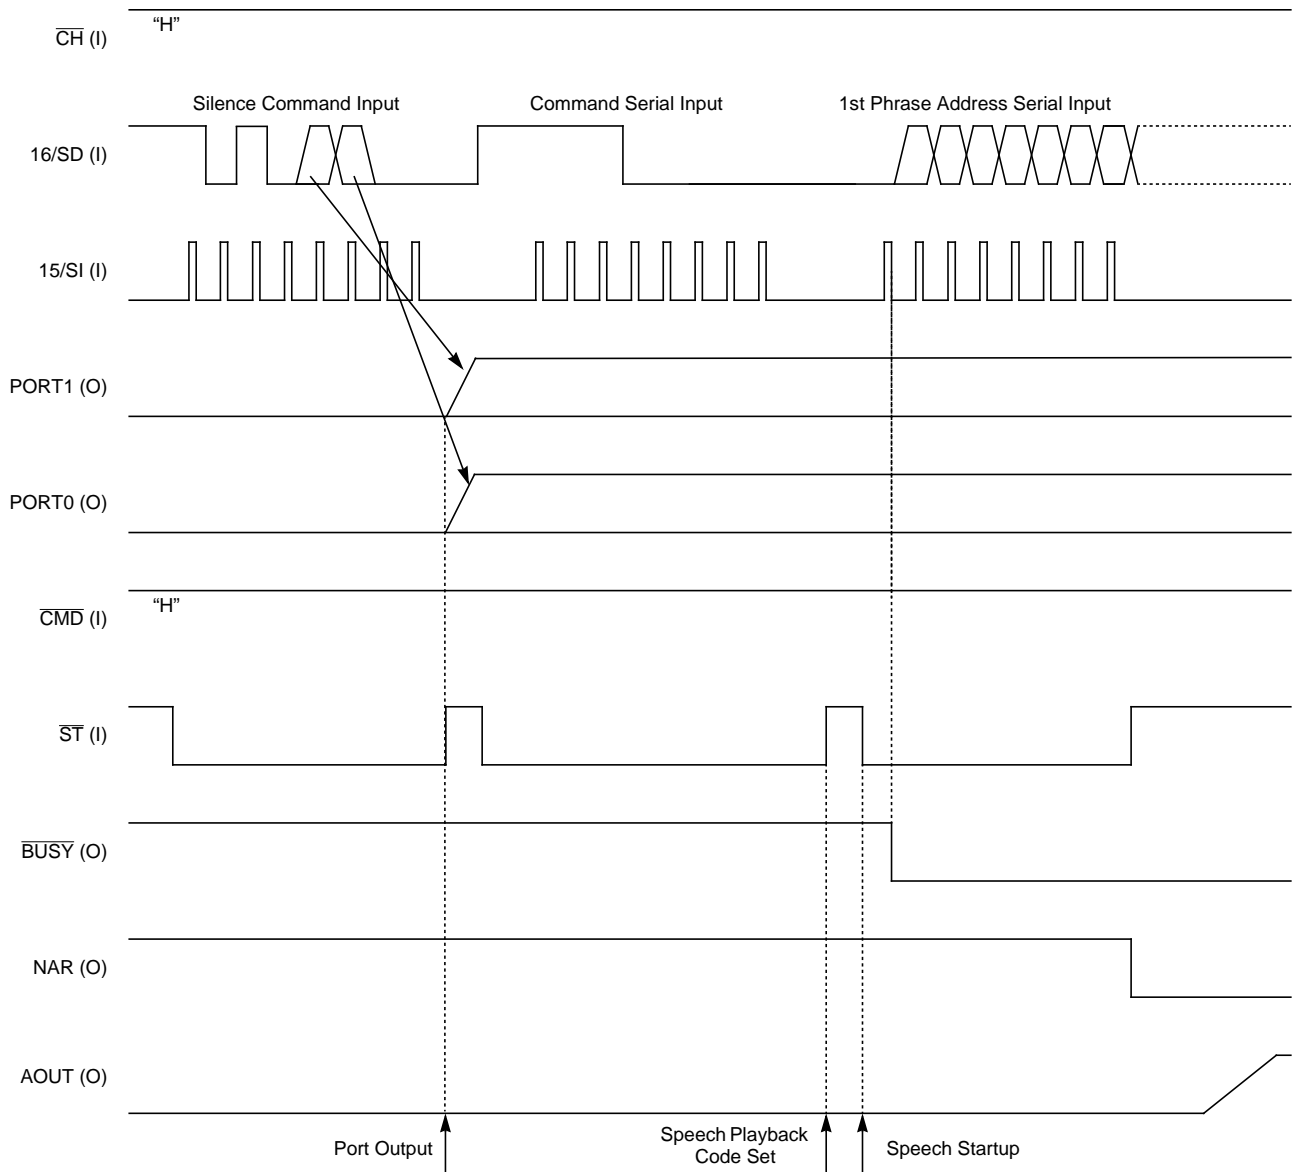 CH (I)
“H”
Silence Command Input
Command Serial Input
1st Phrase Address Serial Input
16/SD (I)
15/SI (I)
PORT1 (O)
PORT0 (O)
“H”
CMD (I)
ST (I)
BUSY (O)
NAR (O)
AOUT (O)
Port Output
Speech Playback
Code Set
Speech Startup